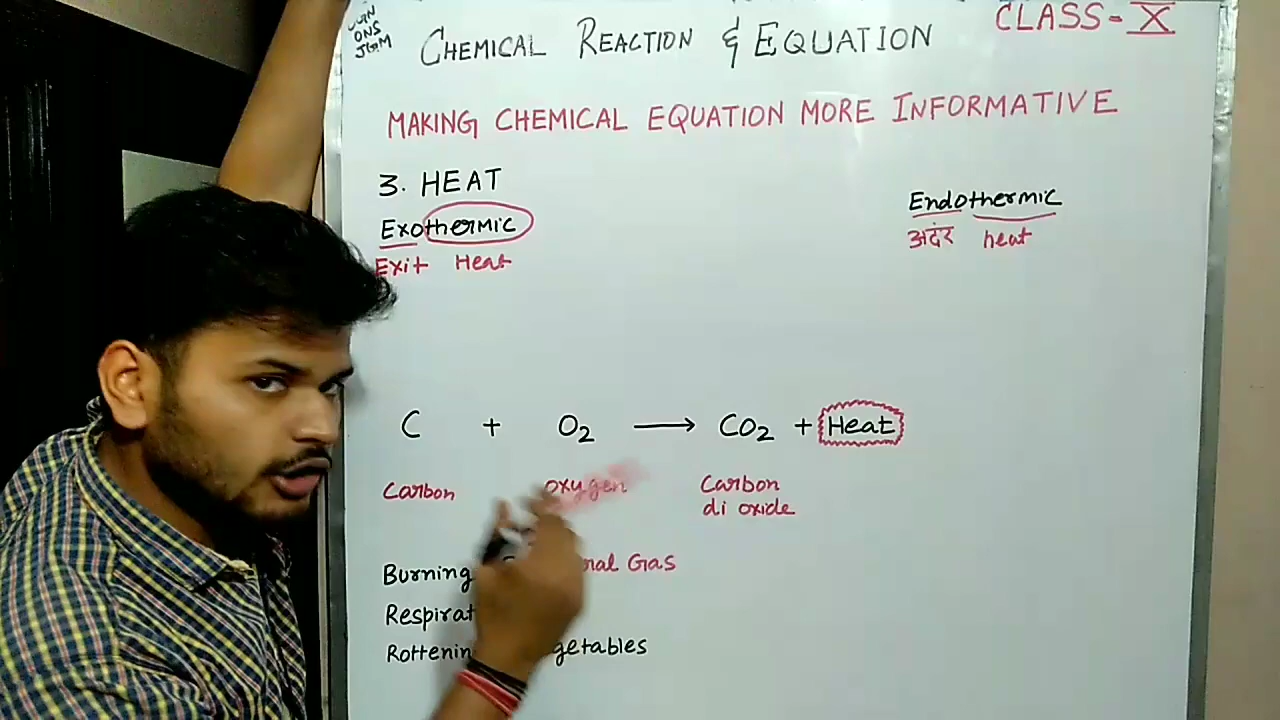 ONS
CHEMICAL REACTION & EQUATION
CLASS-X
MAKING CHEMICAL EQUATION MORE INFORMATIVE
3. HEAT
Exothermic
Endothermic
Exit Heat
अंदर heat
C + O2 → CO2 + Heat
Carbon oxygen Carbon
di oxide
Burning Gas
Rottenin getables